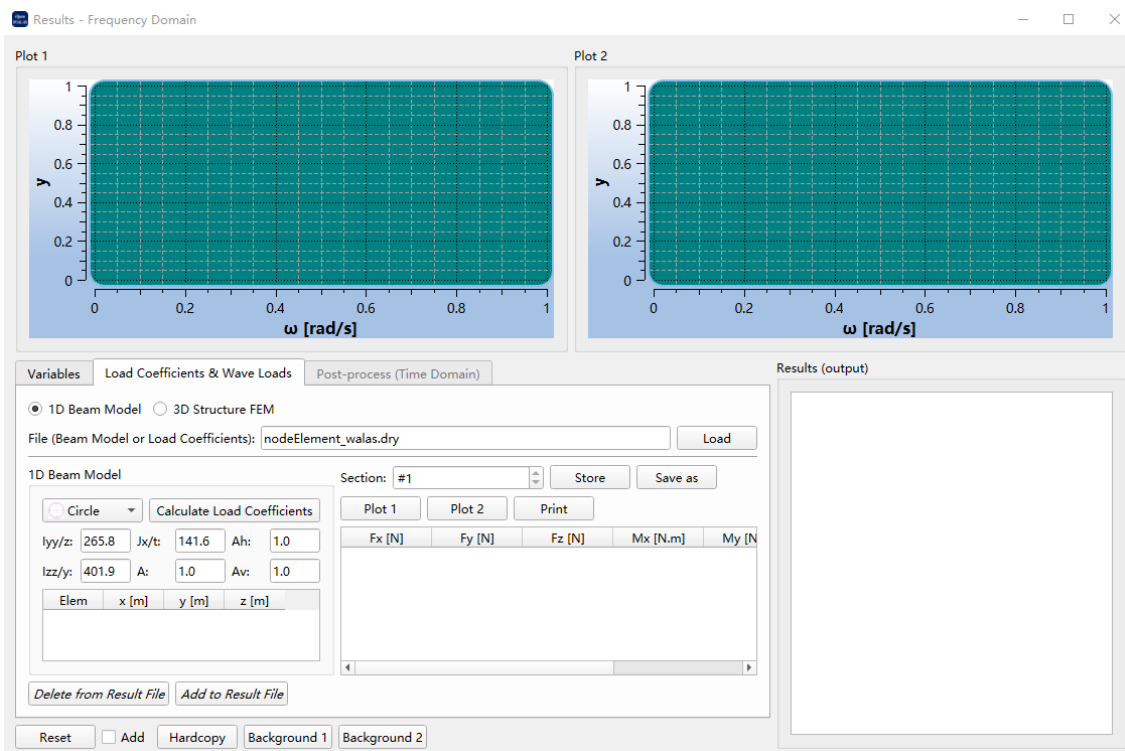 Results - Frequency Domain
Plot 1
Plot 2
1
0.8
0.6
0.4
0.2
0
y
0 0.2 0.4 0.6 0.8 1
ω [rad/s]
1
0.8
0.6
0.4
0.2
0
y
0 0.2 0.4 0.6 0.8 1
ω [rad/s]
Variables Load Coefficients & Wave Loads Post-process (Time Domain)
1D Beam Model 3D Structure FEM
File (Beam Model or Load Coefficients): nodeElement_walas.dry Load
1D Beam Model
Circle Calculate Load Coefficients
Iyy/z: 265.8 Jx/t: 141.6 Ah: 1.0
Izz/y: 401.9 A: 1.0 Av: 1.0
Elem x [m] y [m] z [m]
Section: #1 Store Save as
Plot 1 Plot 2 Print
Fx [N] Fy [N] Fz [N] Mx [N.m] My [N
Delete from Result File Add to Result File
Reset Add Hardcopy Background 1 Background 2
Results (output)